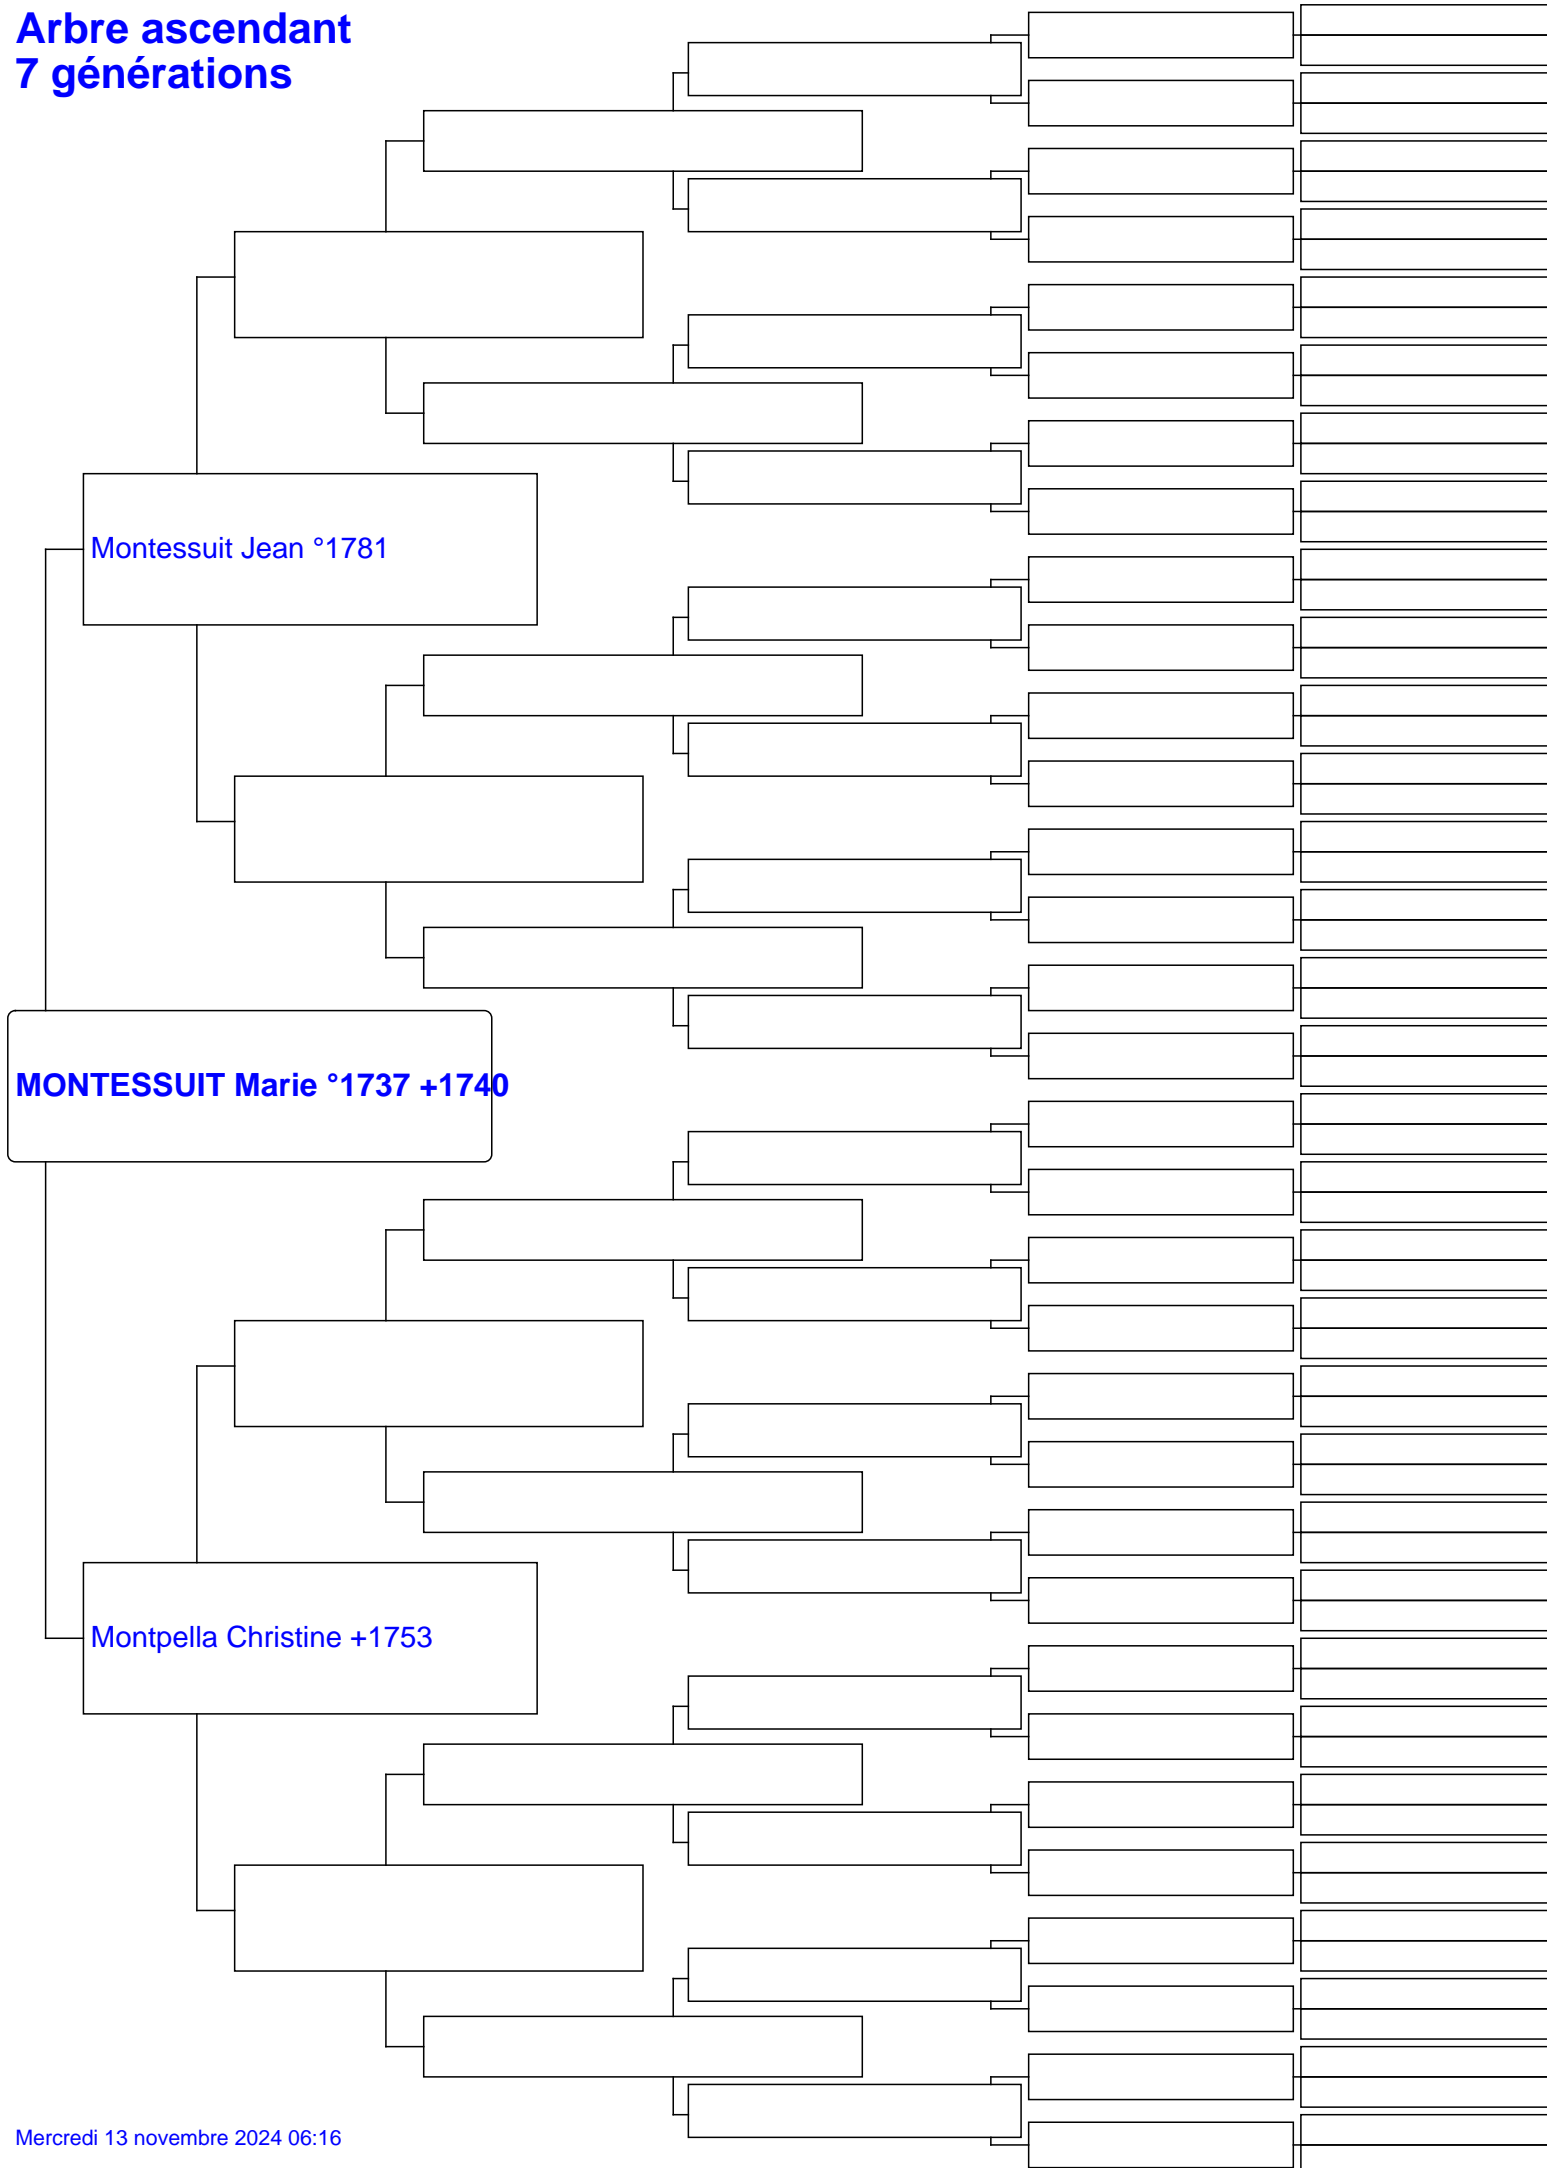 Arbre ascendant
7 générations
Montessuit Jean °1781
MONTESSUIT Marie °1737 +1740
Montpella Christine +1753
Mercredi 13 novembre 2024 06:16